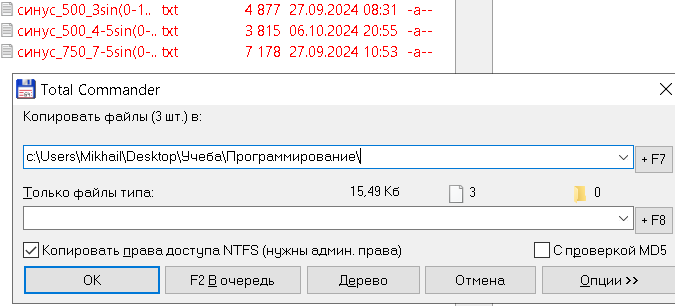 синус_500_3sin(0-1.. txt 4 877 27.09.2024 08:31 -a--
синус_500_4-5sin(0-.. txt 3 815 06.10.2024 20:55 -a--
синус_750_7-5sin(0-.. txt 7 178 27.09.2024 10:53 -a--
Total Commander
Копировать файлы (3 шт.) в:
c:\Users\Mikhail\Desktop\Учеба\Программирование\
+ F7
Только файлы типа: 15,49 Кб 3 0
+ F8
Копировать права доступа NTFS (нужны админ. права) С проверкой MD5
OK F2 В очередь Дерево Отмена Опции >>